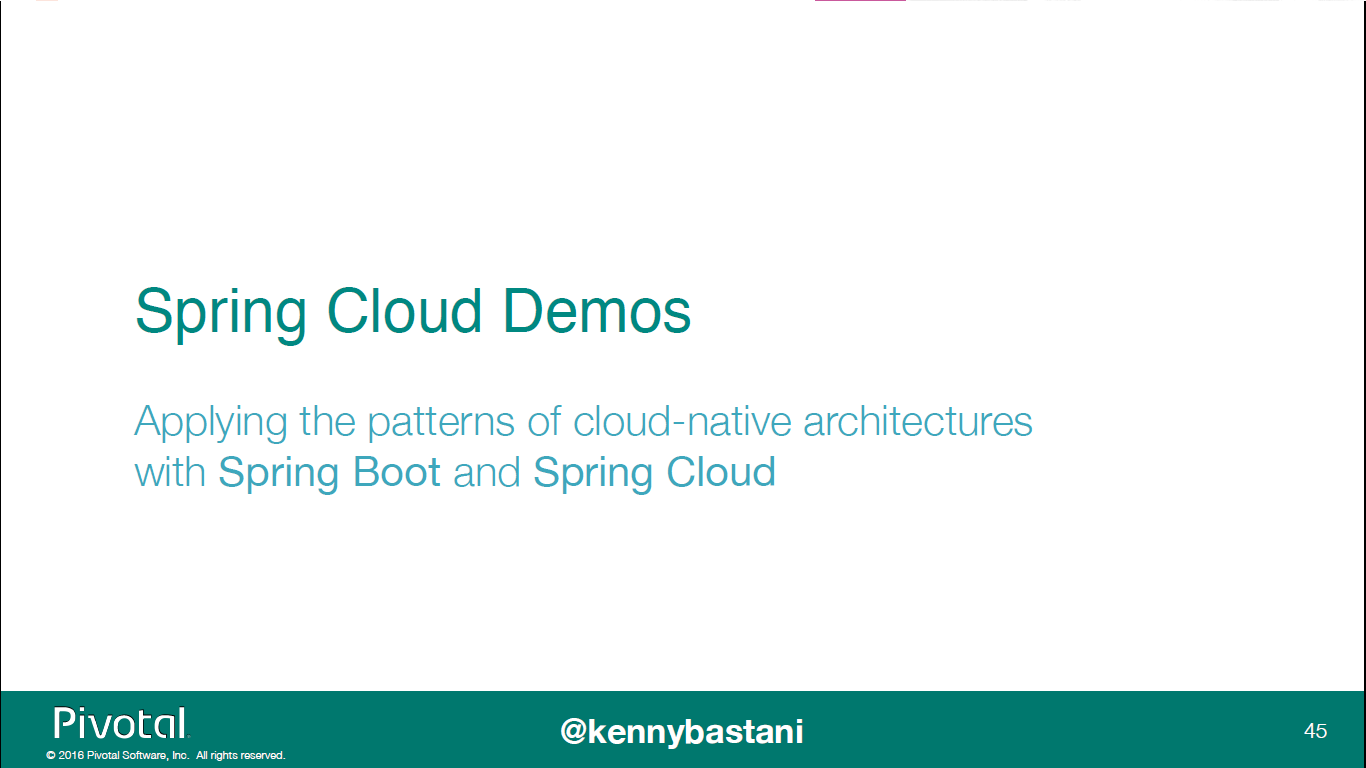 Spring Cloud Demos
Applying the patterns of cloud-native architectures
with Spring Boot and Spring Cloud
Pivotal
© 2016 Pivotal Software, Inc. All rights reserved.
@kennybastani
45